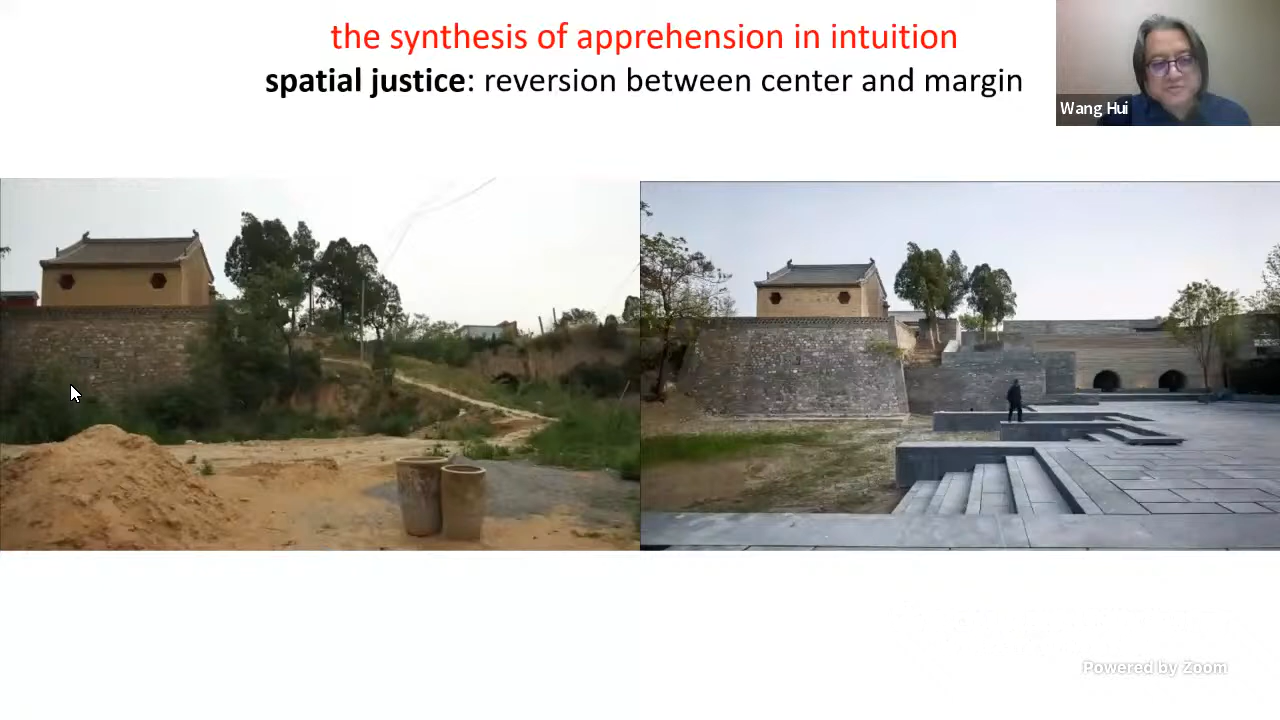 the synthesis of apprehension in intuition
spatial justice: reversion between center and margin
Wang Hui
Powered by Zoom